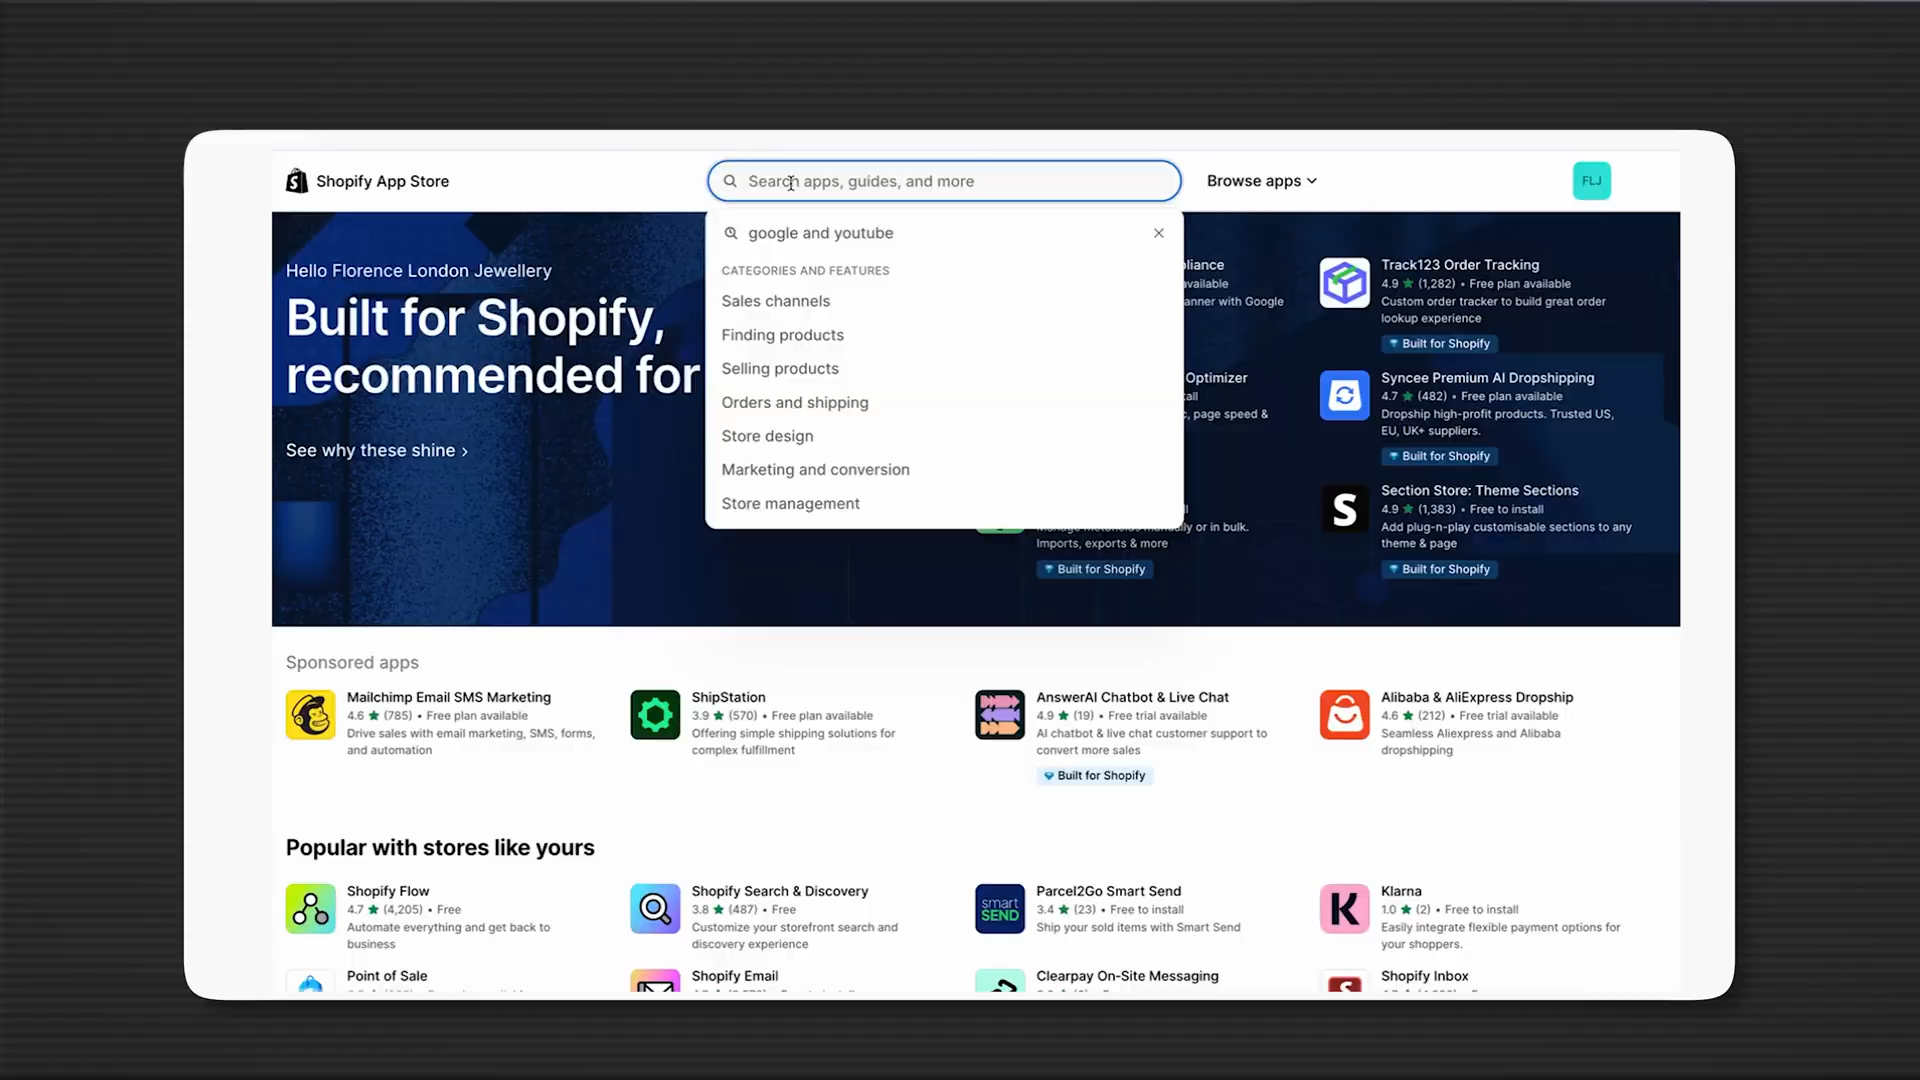 Shopify App Store
Search apps, guides, and more
Browse apps
FLJ
google and youtube
CATEGORIES AND FEATURES
Sales channels
Finding products
Selling products
Orders and shipping
Store design
Marketing and conversion
Store management
Hello Florence London Jewellery
Built for Shopify,
recommended for
See why these shine
anner with Google
Optimizer
page speed &
or in bulk.
Imports, exports & more
Built for Shopify
Track123 Order Tracking
4.9 ★ (1,282) • Free plan available
Custom order tracker to build great order
lookup experience
Built for Shopify
Syncee Premium AI Dropshipping
4.7 ★ (482) • Free plan available
Dropship high-profit products. Trusted US,
EU, UK+ suppliers.
Built for Shopify
S
Section Store: Theme Sections
4.9 ★ (1,383) • Free to install
Add plug-n-play customisable sections to any
theme & page
Built for Shopify
Sponsored apps
Mailchimp Email SMS Marketing
4.6 ★ (785) • Free plan available
Drive sales with email marketing, SMS, forms,
and automation
ShipStation
3.9 ★ (570) • Free plan available
Offering simple shipping solutions for
complex fulfillment
AnswerAI Chatbot & Live Chat
4.9 ★ (19) • Free trial available
AI chatbot & live chat customer support to
convert more sales
Built for Shopify
Alibaba & AliExpress Dropship
4.6 ★ (212) • Free trial available
Seamless Aliexpress and Alibaba
dropshipping
Popular with stores like yours
Shopify Flow
4.7 ★ (4,205) • Free
Automate everything and get back to
business
Shopify Search & Discovery
3.8 ★ (487) • Free
Customize your storefront search and
discovery experience
smart
SEND
Parcel2Go Smart Send
3.4 ★ (23) • Free to install
Ship your sold items with Smart Send
K
Klarna
1.0 ★ (2) • Free to install
Easily integrate flexible payment options for
your shoppers.
Point of Sale
Shopify Email
Clearpay On-Site Messaging
Shopify Inbox